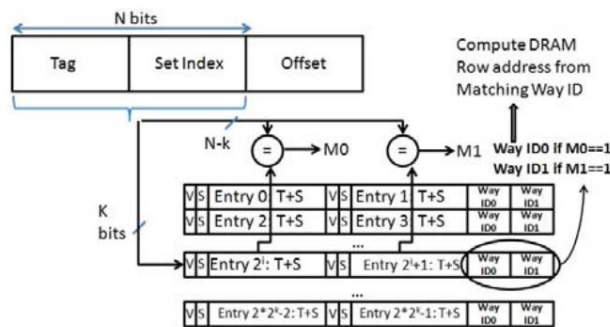 N bits
Tag Set Index Offset
Compute DRAM
Row address from
Matching Way ID
N-k
= M0 = M1
Way ID0 if M0==1
Way ID1 if M1==1
K
bits
V S Entry 0: T+S V S Entry 1: T+S Way ID0 Way ID1
V S Entry 2: T+S V S Entry 3: T+S Way ID0 Way ID1
...
V S Entry 2ⁱ: T+S V S Entry 2ⁱ+1: T+S Way ID0 Way ID1
...
V S Entry 2*2ᵏ-2: T+S V S Entry 2*2ᵏ-1: T+S Way ID0 Way ID1